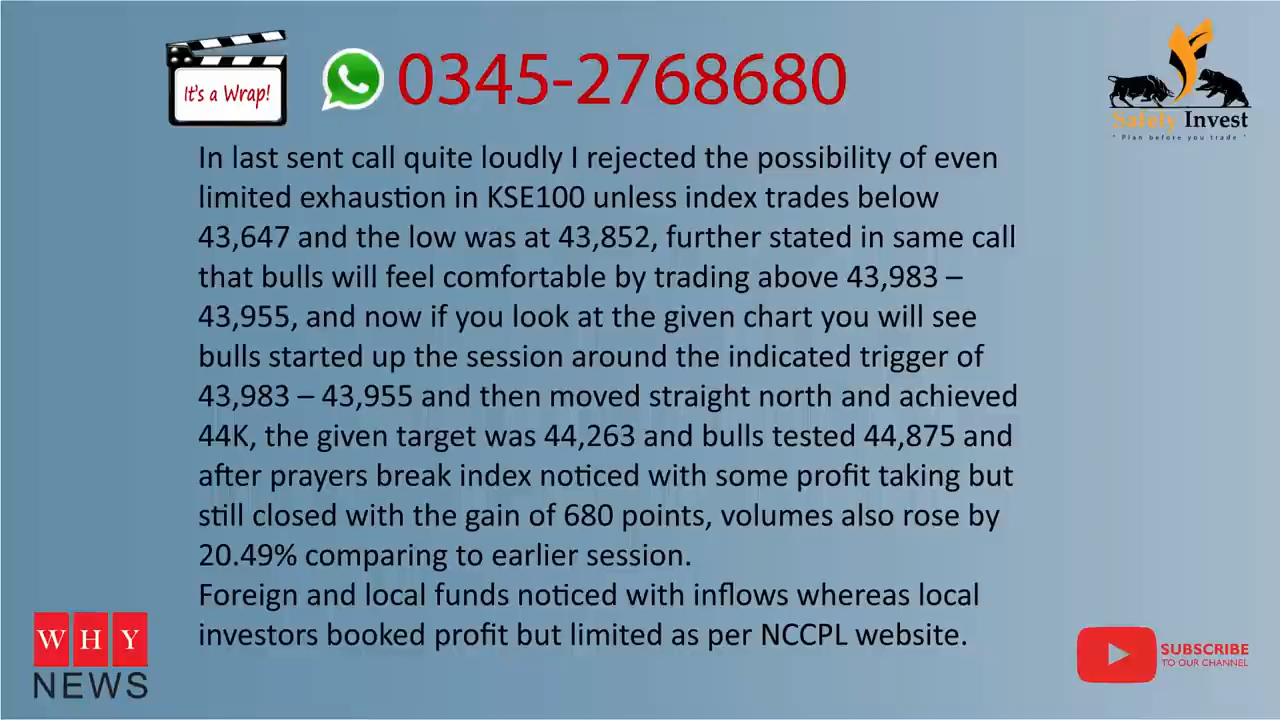 It's a Wrap!
0345-2768680
Safety Invest
" Plan before you trade "
In last sent call quite loudly I rejected the possibility of even
limited exhaustion in KSE100 unless index trades below
43,647 and the low was at 43,852, further stated in same call
that bulls will feel comfortable by trading above 43,983 –
43,955, and now if you look at the given chart you will see
bulls started up the session around the indicated trigger of
43,983 – 43,955 and then moved straight north and achieved
44K, the given target was 44,263 and bulls tested 44,875 and
after prayers break index noticed with some profit taking but
still closed with the gain of 680 points, volumes also rose by
20.49% comparing to earlier session.
Foreign and local funds noticed with inflows whereas local
investors booked profit but limited as per NCCPL website.
WHY
NEWS
SUBSCRIBE
TO OUR CHANNEL